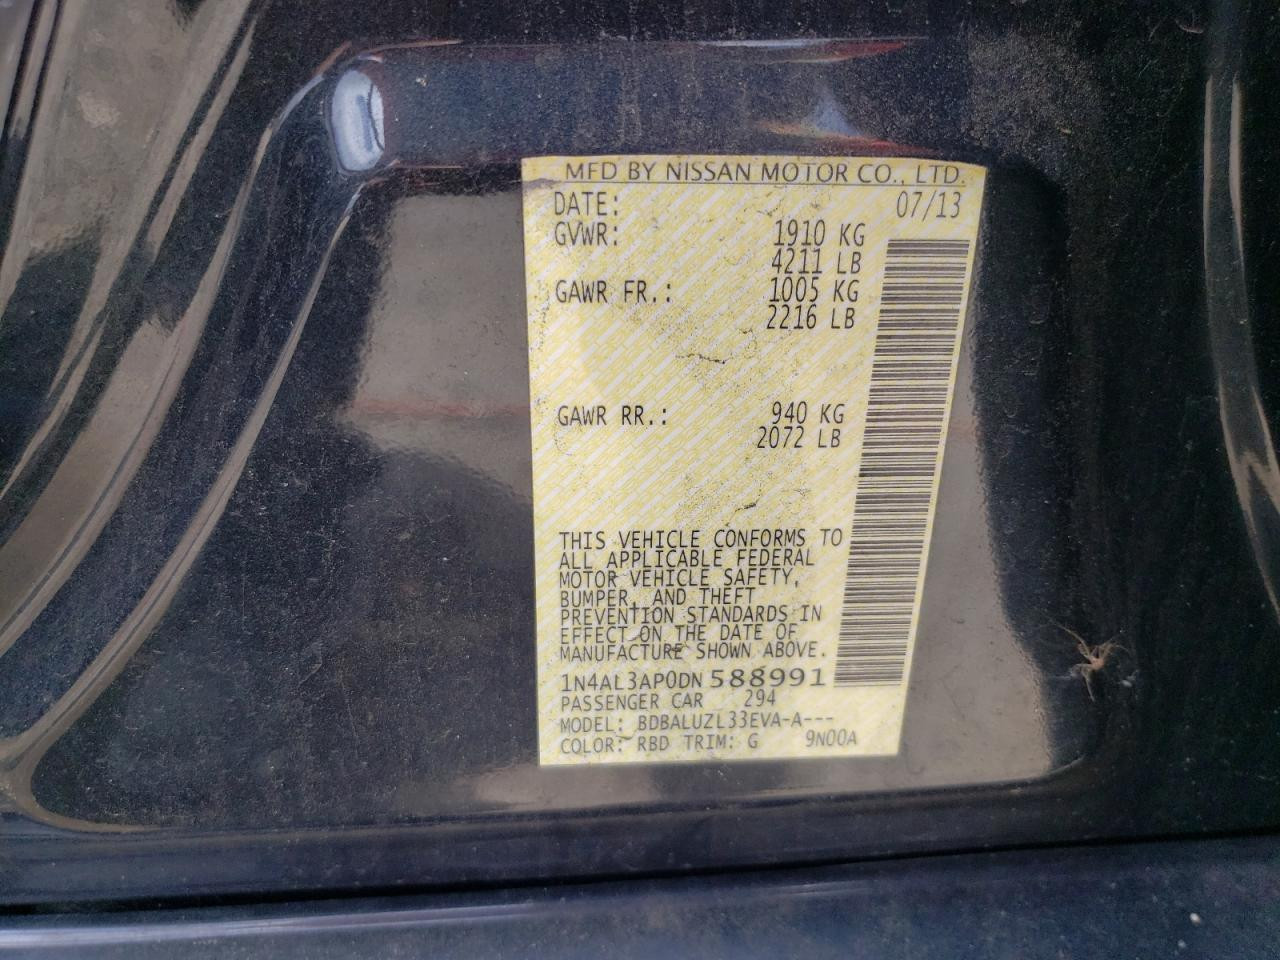 MFD BY NISSAN MOTOR CO., LTD.
DATE: 07/13
GVWR: 1910 KG
4211 LB
GAWR FR.: 1005 KG
2216 LB
GAWR RR.: 940 KG
2072 LB
THIS VEHICLE CONFORMS TO
ALL APPLICABLE FEDERAL
MOTOR VEHICLE SAFETY,
BUMPER, AND THEFT
PREVENTION STANDARDS IN
EFFECT ON THE DATE OF
MANUFACTURE SHOWN ABOVE.
1N4AL3AP0DN588991
PASSENGER CAR 294
MODEL: BDBALUZL33EVA-A---
COLOR: RBD TRIM: G 9N00A